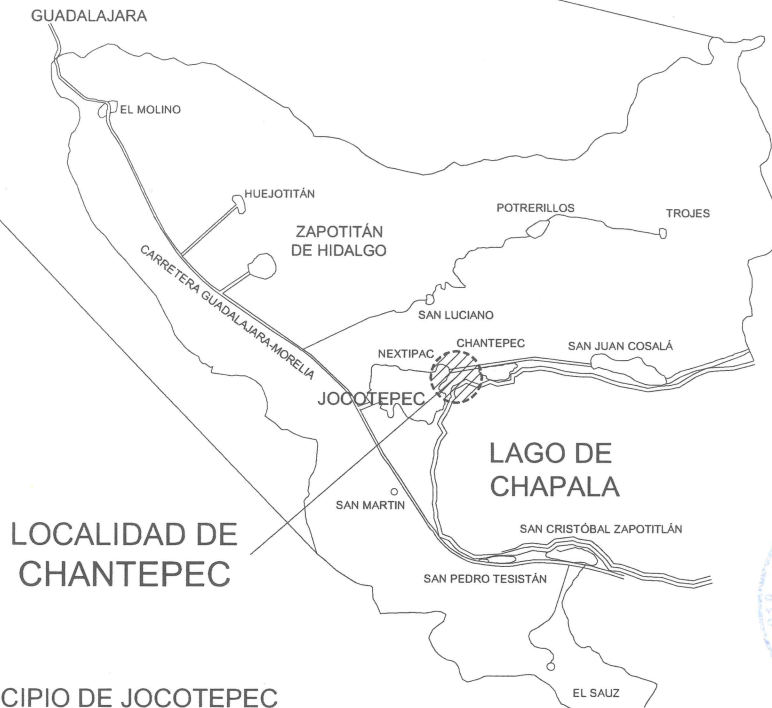 GUADALAJARA
EL MOLINO
HUEJOTITÁN
ZAPOTITÁN
DE HIDALGO
POTRERILLOS
TROJES
CARRETERA GUADALAJARA-MORELIA
SAN LUCIANO
NEXTIPAC
CHANTEPEC
SAN JUAN COSALÁ
JOCOTEPEC
LAGO DE
CHAPALA
SAN MARTIN
LOCALIDAD DE
CHANTEPEC
SAN CRISTÓBAL ZAPOTITLÁN
SAN PEDRO TESISTÁN
EL SAUZ
CIPIO DE JOCOTEPEC